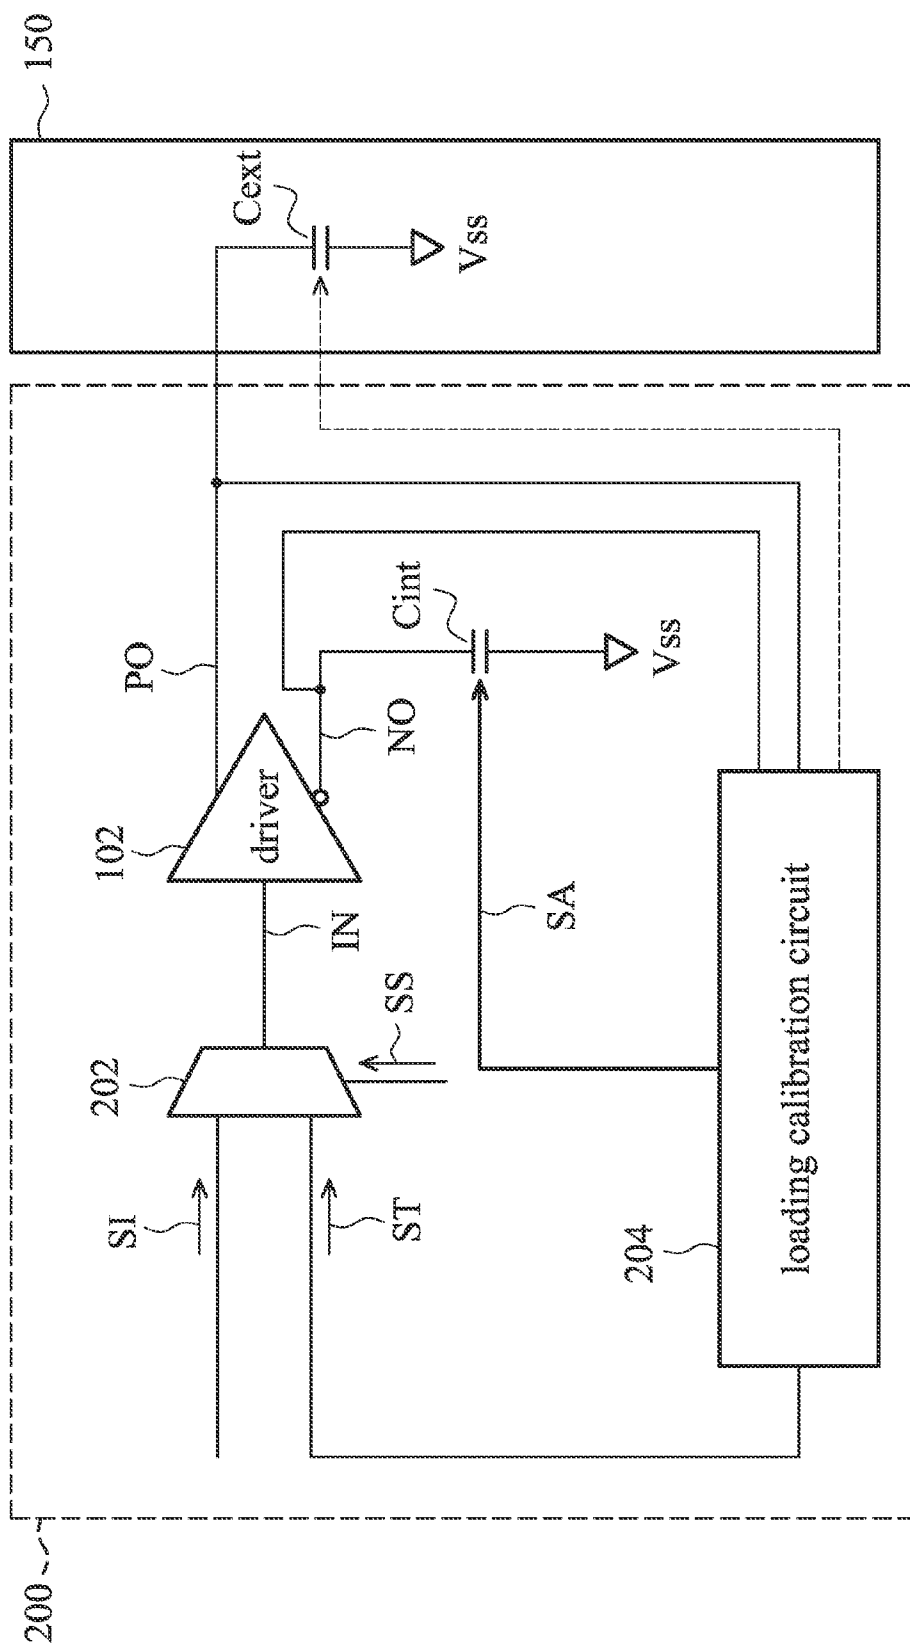 200
150
SI
ST
202
SS
IN
102
driver
PO
NO
Cint
Vss
Cext
Vss
SA
204
loading calibration circuit